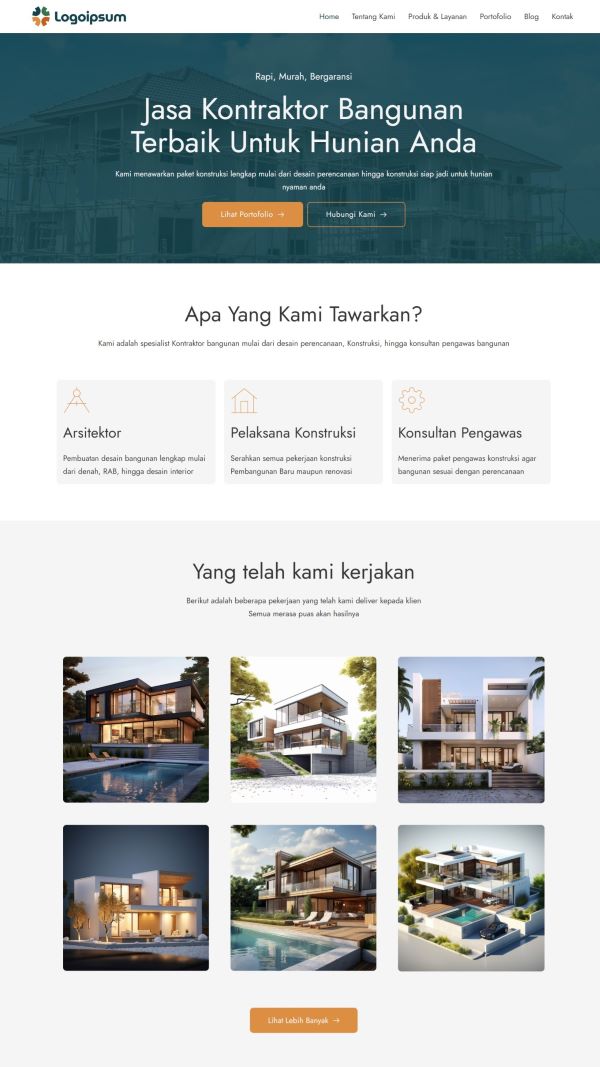 Logoipsum
Home Tentang Kami Produk & Layanan Portofolio Blog Kontak
Rapi, Murah, Bergaransi
Jasa Kontraktor Bangunan
Terbaik Untuk Hunian Anda
Kami menawarkan paket konstruksi lengkap mulai dari desain perencanaan hingga konstruksi siap jadi untuk hunian
nyaman anda
Lihat Portofolio →
Hubungi Kami →
Apa Yang Kami Tawarkan?
Kami adalah spesialist Kontraktor bangunan mulai dari desain perencanaan, Konstruksi, hingga konsultan pengawas bangunan
Arsitektor
Pembuatan desain bangunan lengkap mulai
dari denah, RAB, hingga desain interior
Pelaksana Konstruksi
Serahkan semua pekerjaan konstruksi
Pembangunan Baru maupun renovasi
Konsultan Pengawas
Menerima paket pengawas konstruksi agar
bangunan sesuai dengan perencanaan
Yang telah kami kerjakan
Berikut adalah beberapa pekerjaan yang telah kami deliver kepada klien
Semua merasa puas akan hasilnya
Lihat Lebih Banyak →